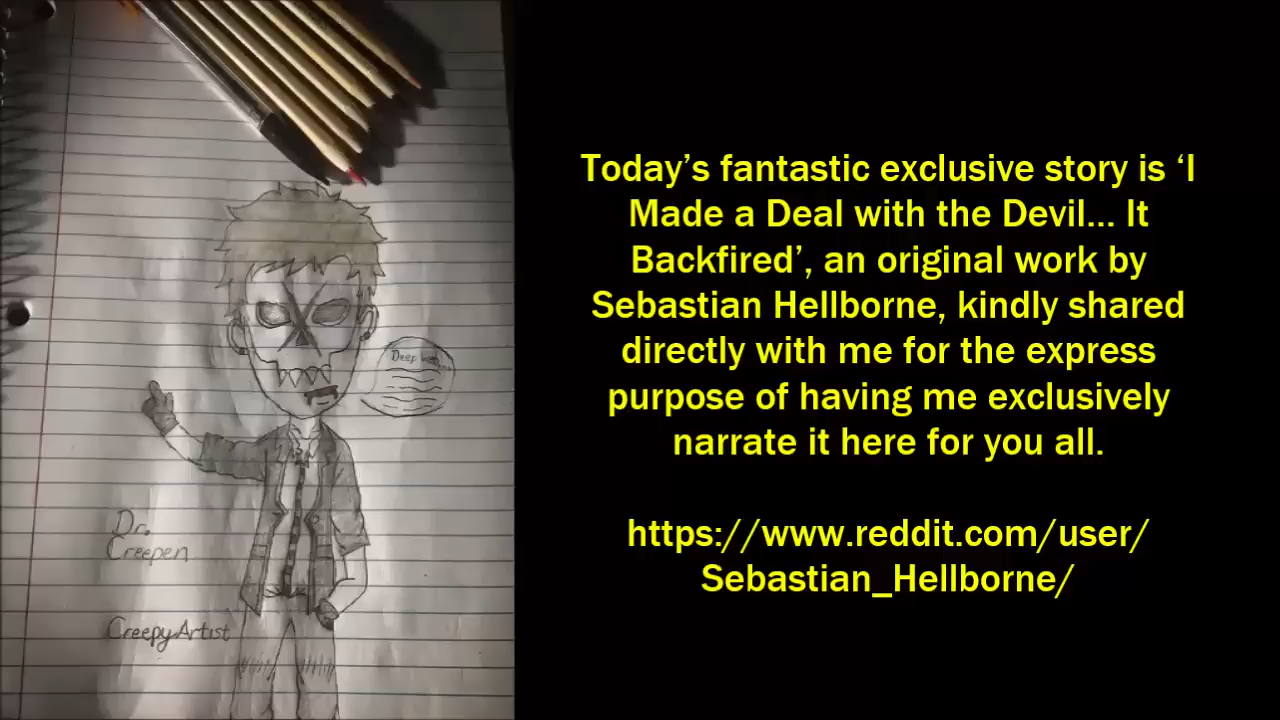 Today’s fantastic exclusive story is ‘I
Made a Deal with the Devil... It
Backfired’, an original work by
Sebastian Hellborne, kindly shared
directly with me for the express
purpose of having me exclusively
narrate it here for you all.
https://www.reddit.com/user/
Sebastian_Hellborne/
Deep
Dr.
Creepen
CreepyArtist